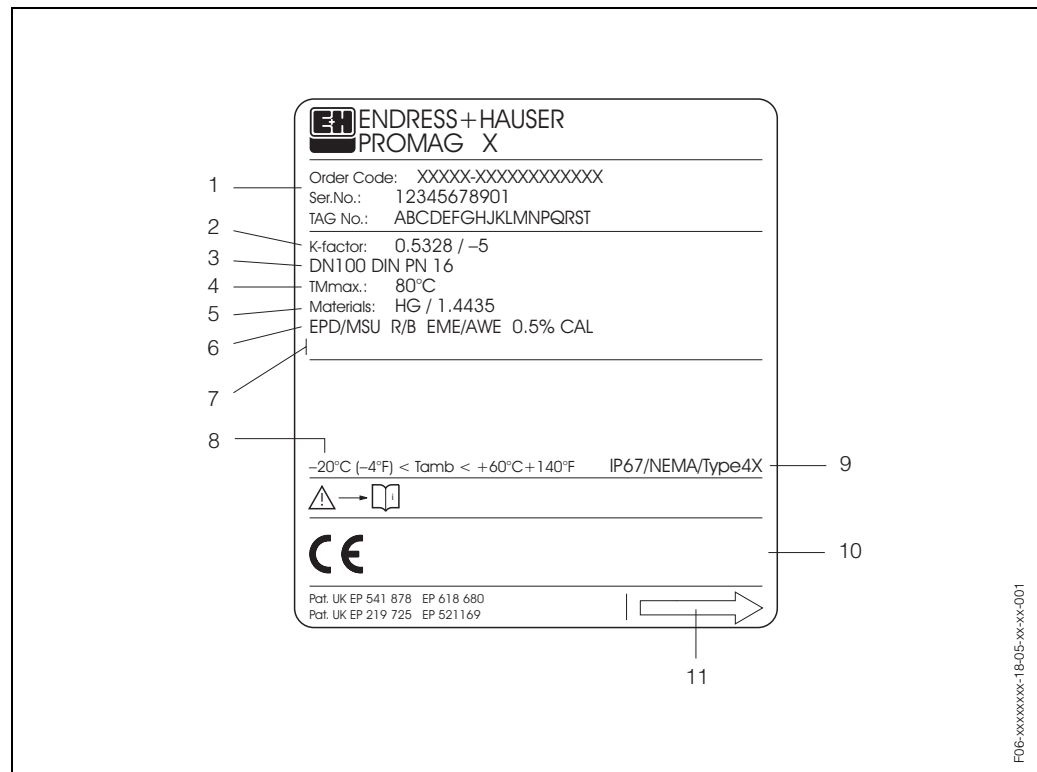 E+H ENDRESS+HAUSER
PROMAG X
1 Order Code: XXXXX-XXXXXXXXXXXX
Ser.No.: 12345678901
TAG No.: ABCDEFGHJKLMNPQRST
2 K-factor: 0.5328 / –5
3 DN100 DIN PN 16
4 TMmax.: 80°C
5 Materials: HG / 1.4435
6 EPD/MSU R/B EME/AWE 0.5% CAL
7
8
–20°C (–4°F) < Tamb < +60°C+140°F IP67/NEMA/Type4X 9
i
CE 10
Pat. UK EP 541 878 EP 618 680
Pat. UK EP 219 725 EP 521169
11
F06-xxxxxxxx-18-05-xx-xx-001